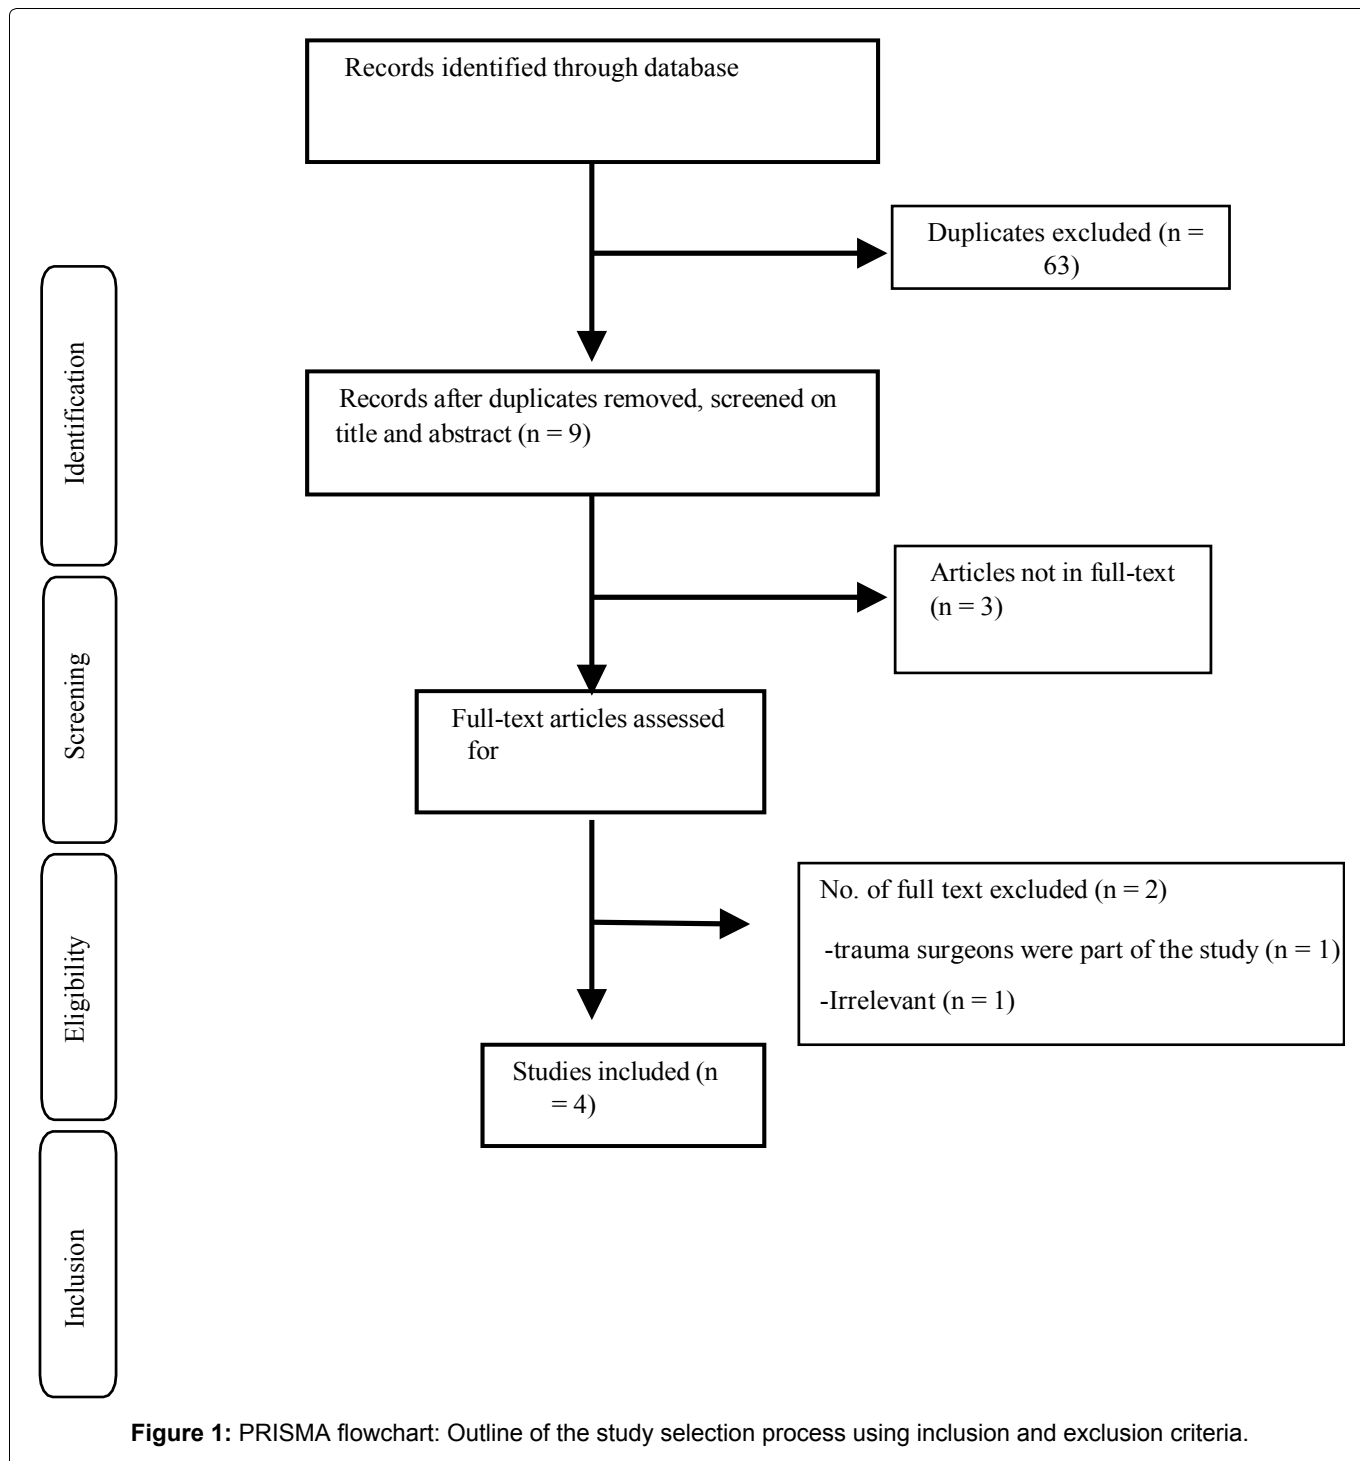 Records identified through database
Duplicates excluded (n =
63)
Identification
Records after duplicates removed, screened on
title and abstract (n = 9)
Articles not in full-text
(n = 3)
Screening
Full-text articles assessed
for
No. of full text excluded (n = 2)
-trauma surgeons were part of the study (n = 1)
-Irrelevant (n = 1)
Eligibility
Studies included (n
= 4)
Inclusion
Figure 1: PRISMA flowchart: Outline of the study selection process using inclusion and exclusion criteria.